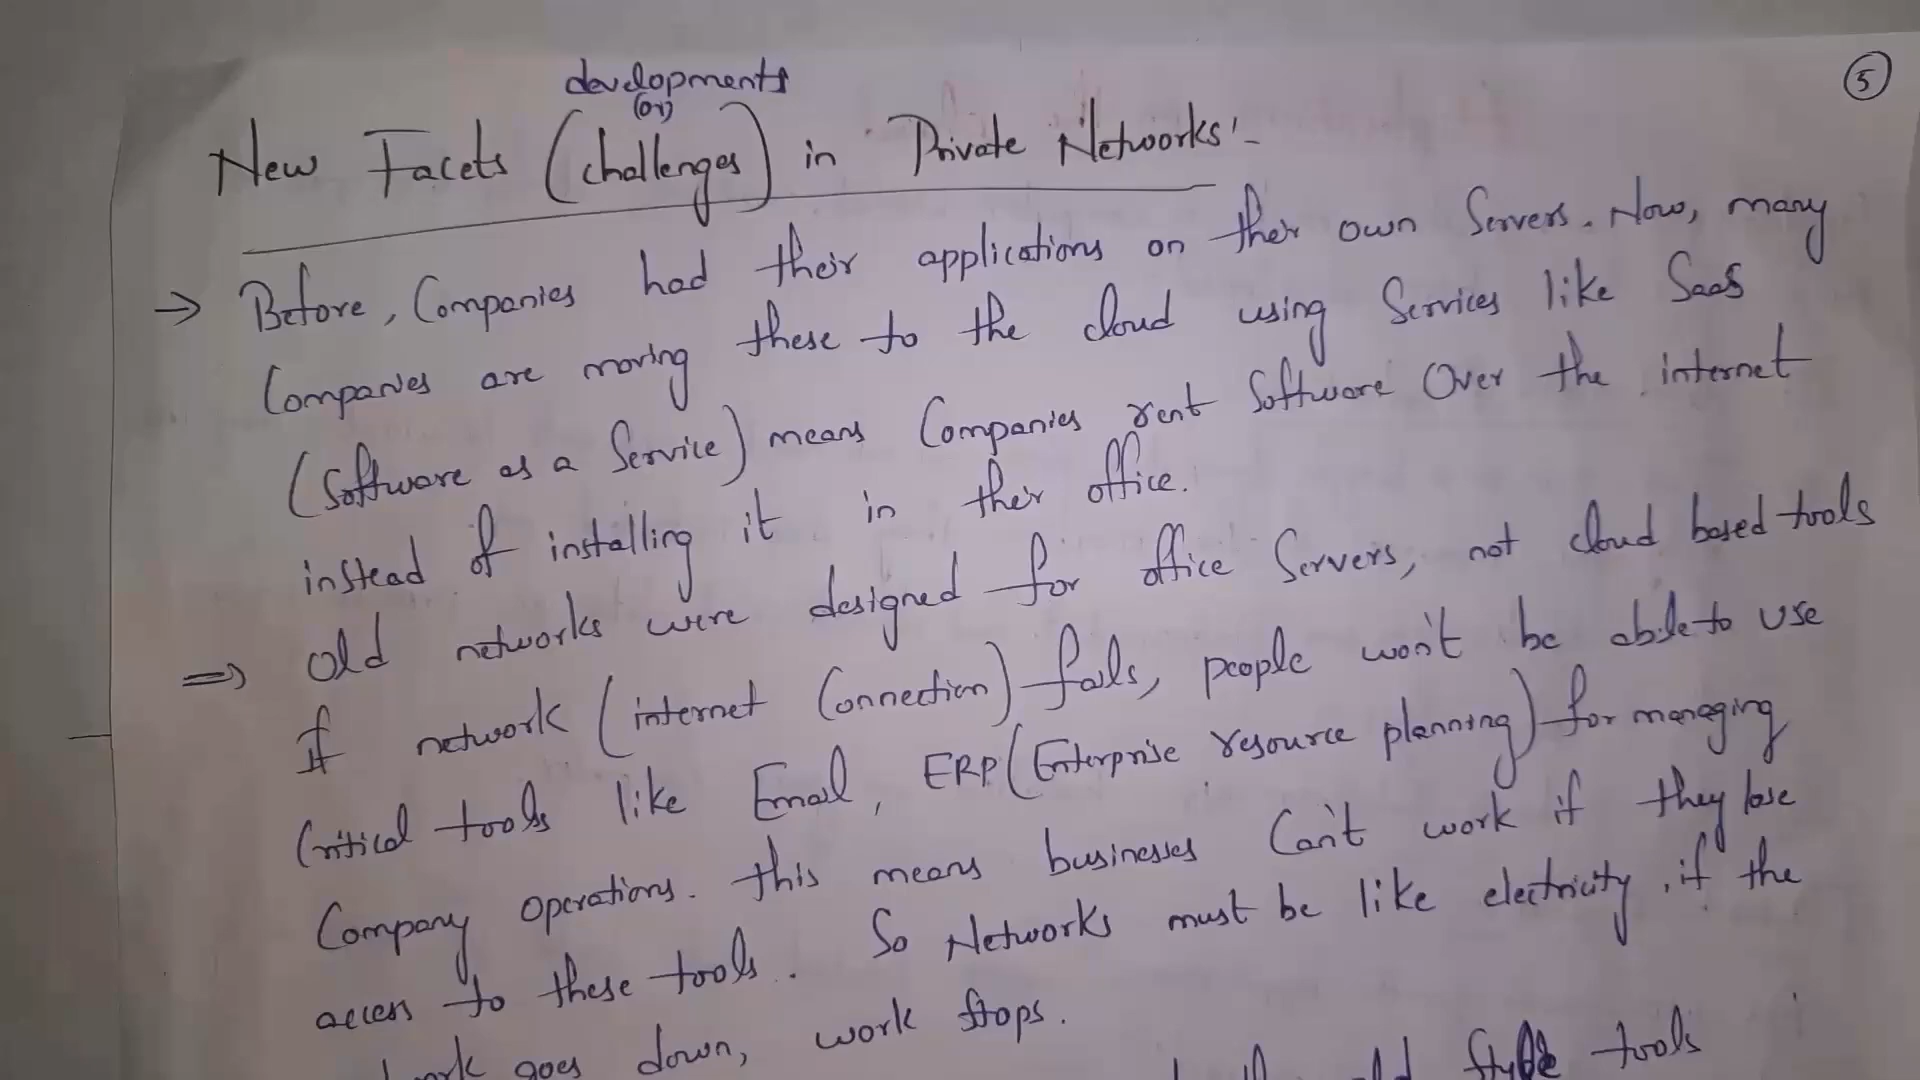 5
developments
(or)
New Facets (challenges) in Private Networks:-
→ Before, Companies had their applications on their own Servers. Now, many
Companies are moving these to the cloud using Services like SaaS
(Software as a Service) means Companies rent Software Over the internet
instead of installing it in their office.
⇒ old networks were designed for office Servers, not cloud based tools
If network (internet Connection) fails, people won't be able to use
Critical tools like Email, ERP (Enterprise resource planning) for managing
Company operations. this means businesses Can't work if they lose
access to these tools. So Networks must be like electricity, if the
goes down, work stops.
style tools